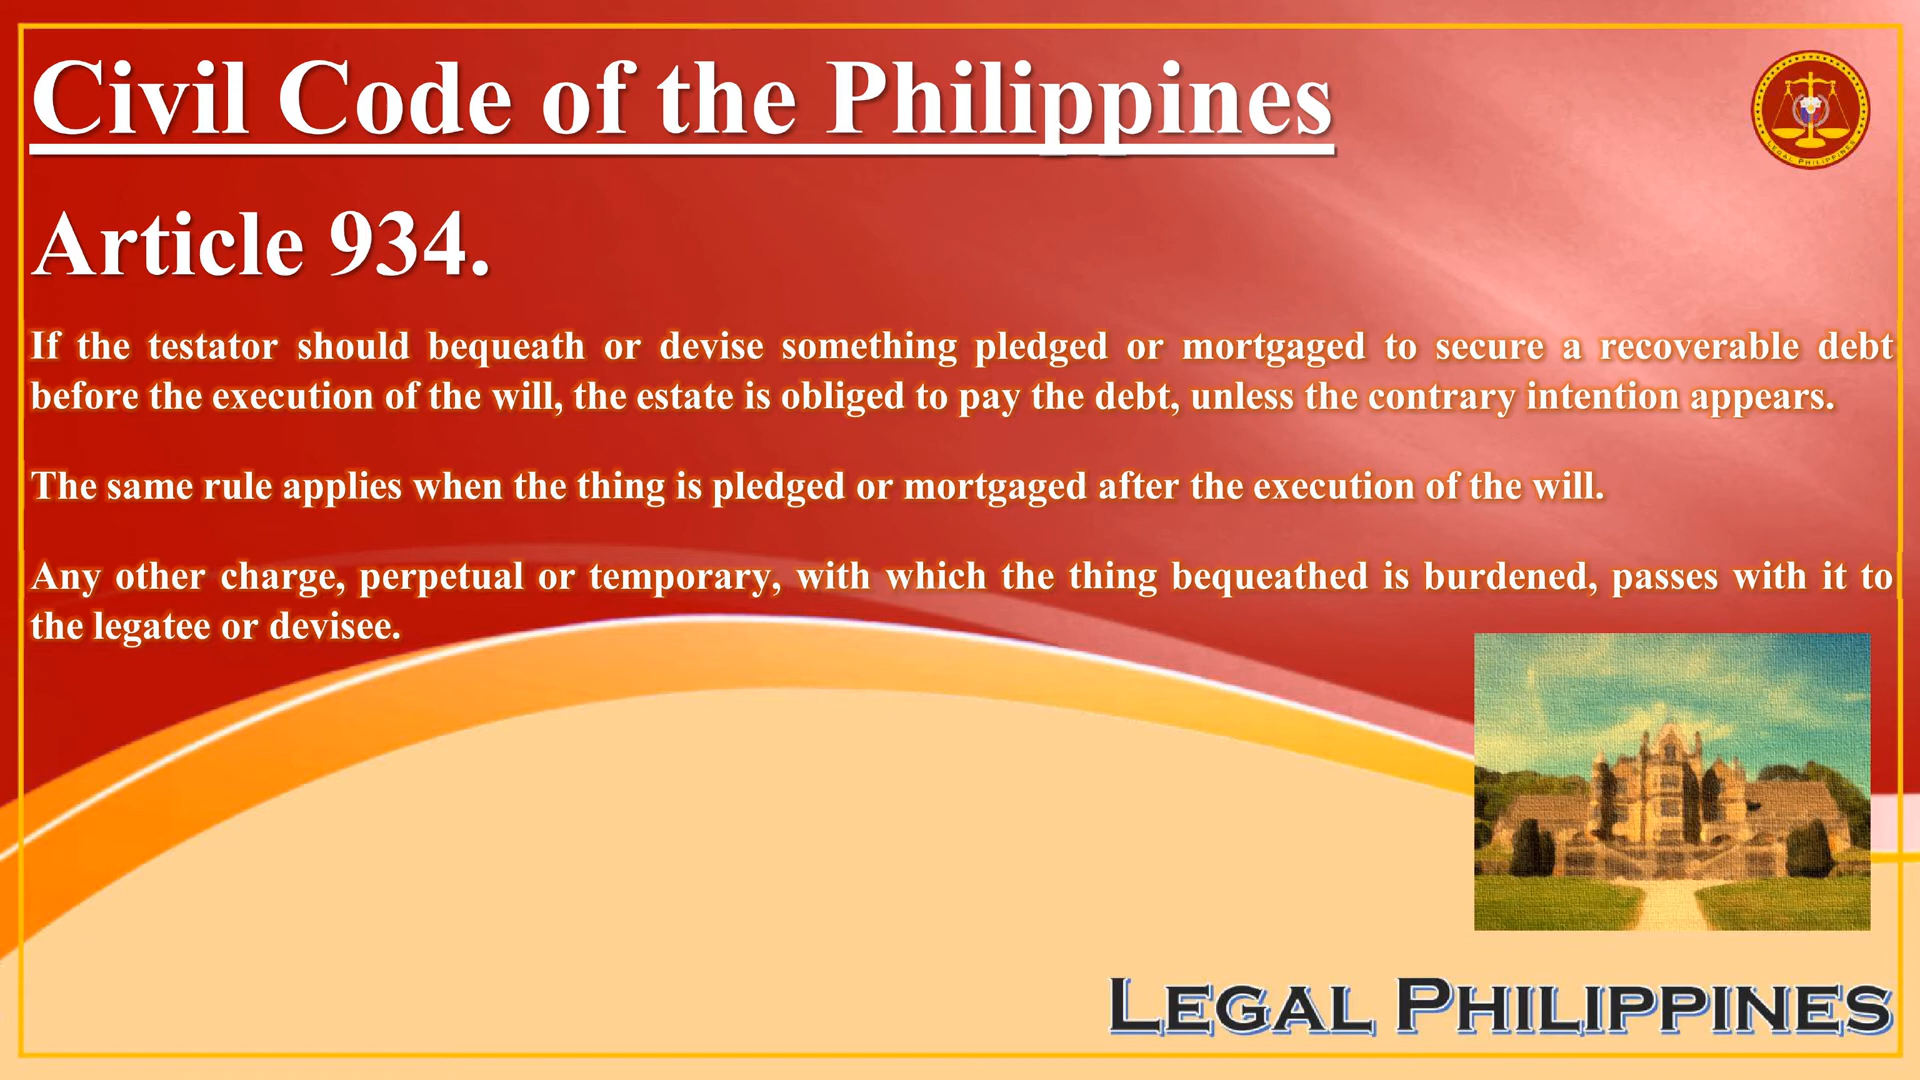 Civil Code of the Philippines
LEGAL PHILIPPINES
Article 934.
If the testator should bequeath or devise something pledged or mortgaged to secure a recoverable debt
before the execution of the will, the estate is obliged to pay the debt, unless the contrary intention appears.
The same rule applies when the thing is pledged or mortgaged after the execution of the will.
Any other charge, perpetual or temporary, with which the thing bequeathed is burdened, passes with it to
the legatee or devisee.
LEGAL PHILIPPINES